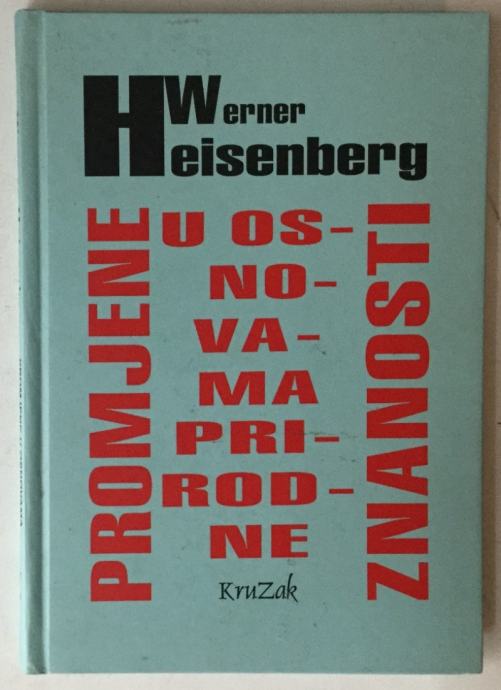 Werner
Heisenberg
PROMJENE
U OS-
NO-
VA-
MA
PRI-
ROD-
NE
ZNANOSTI
KruZak